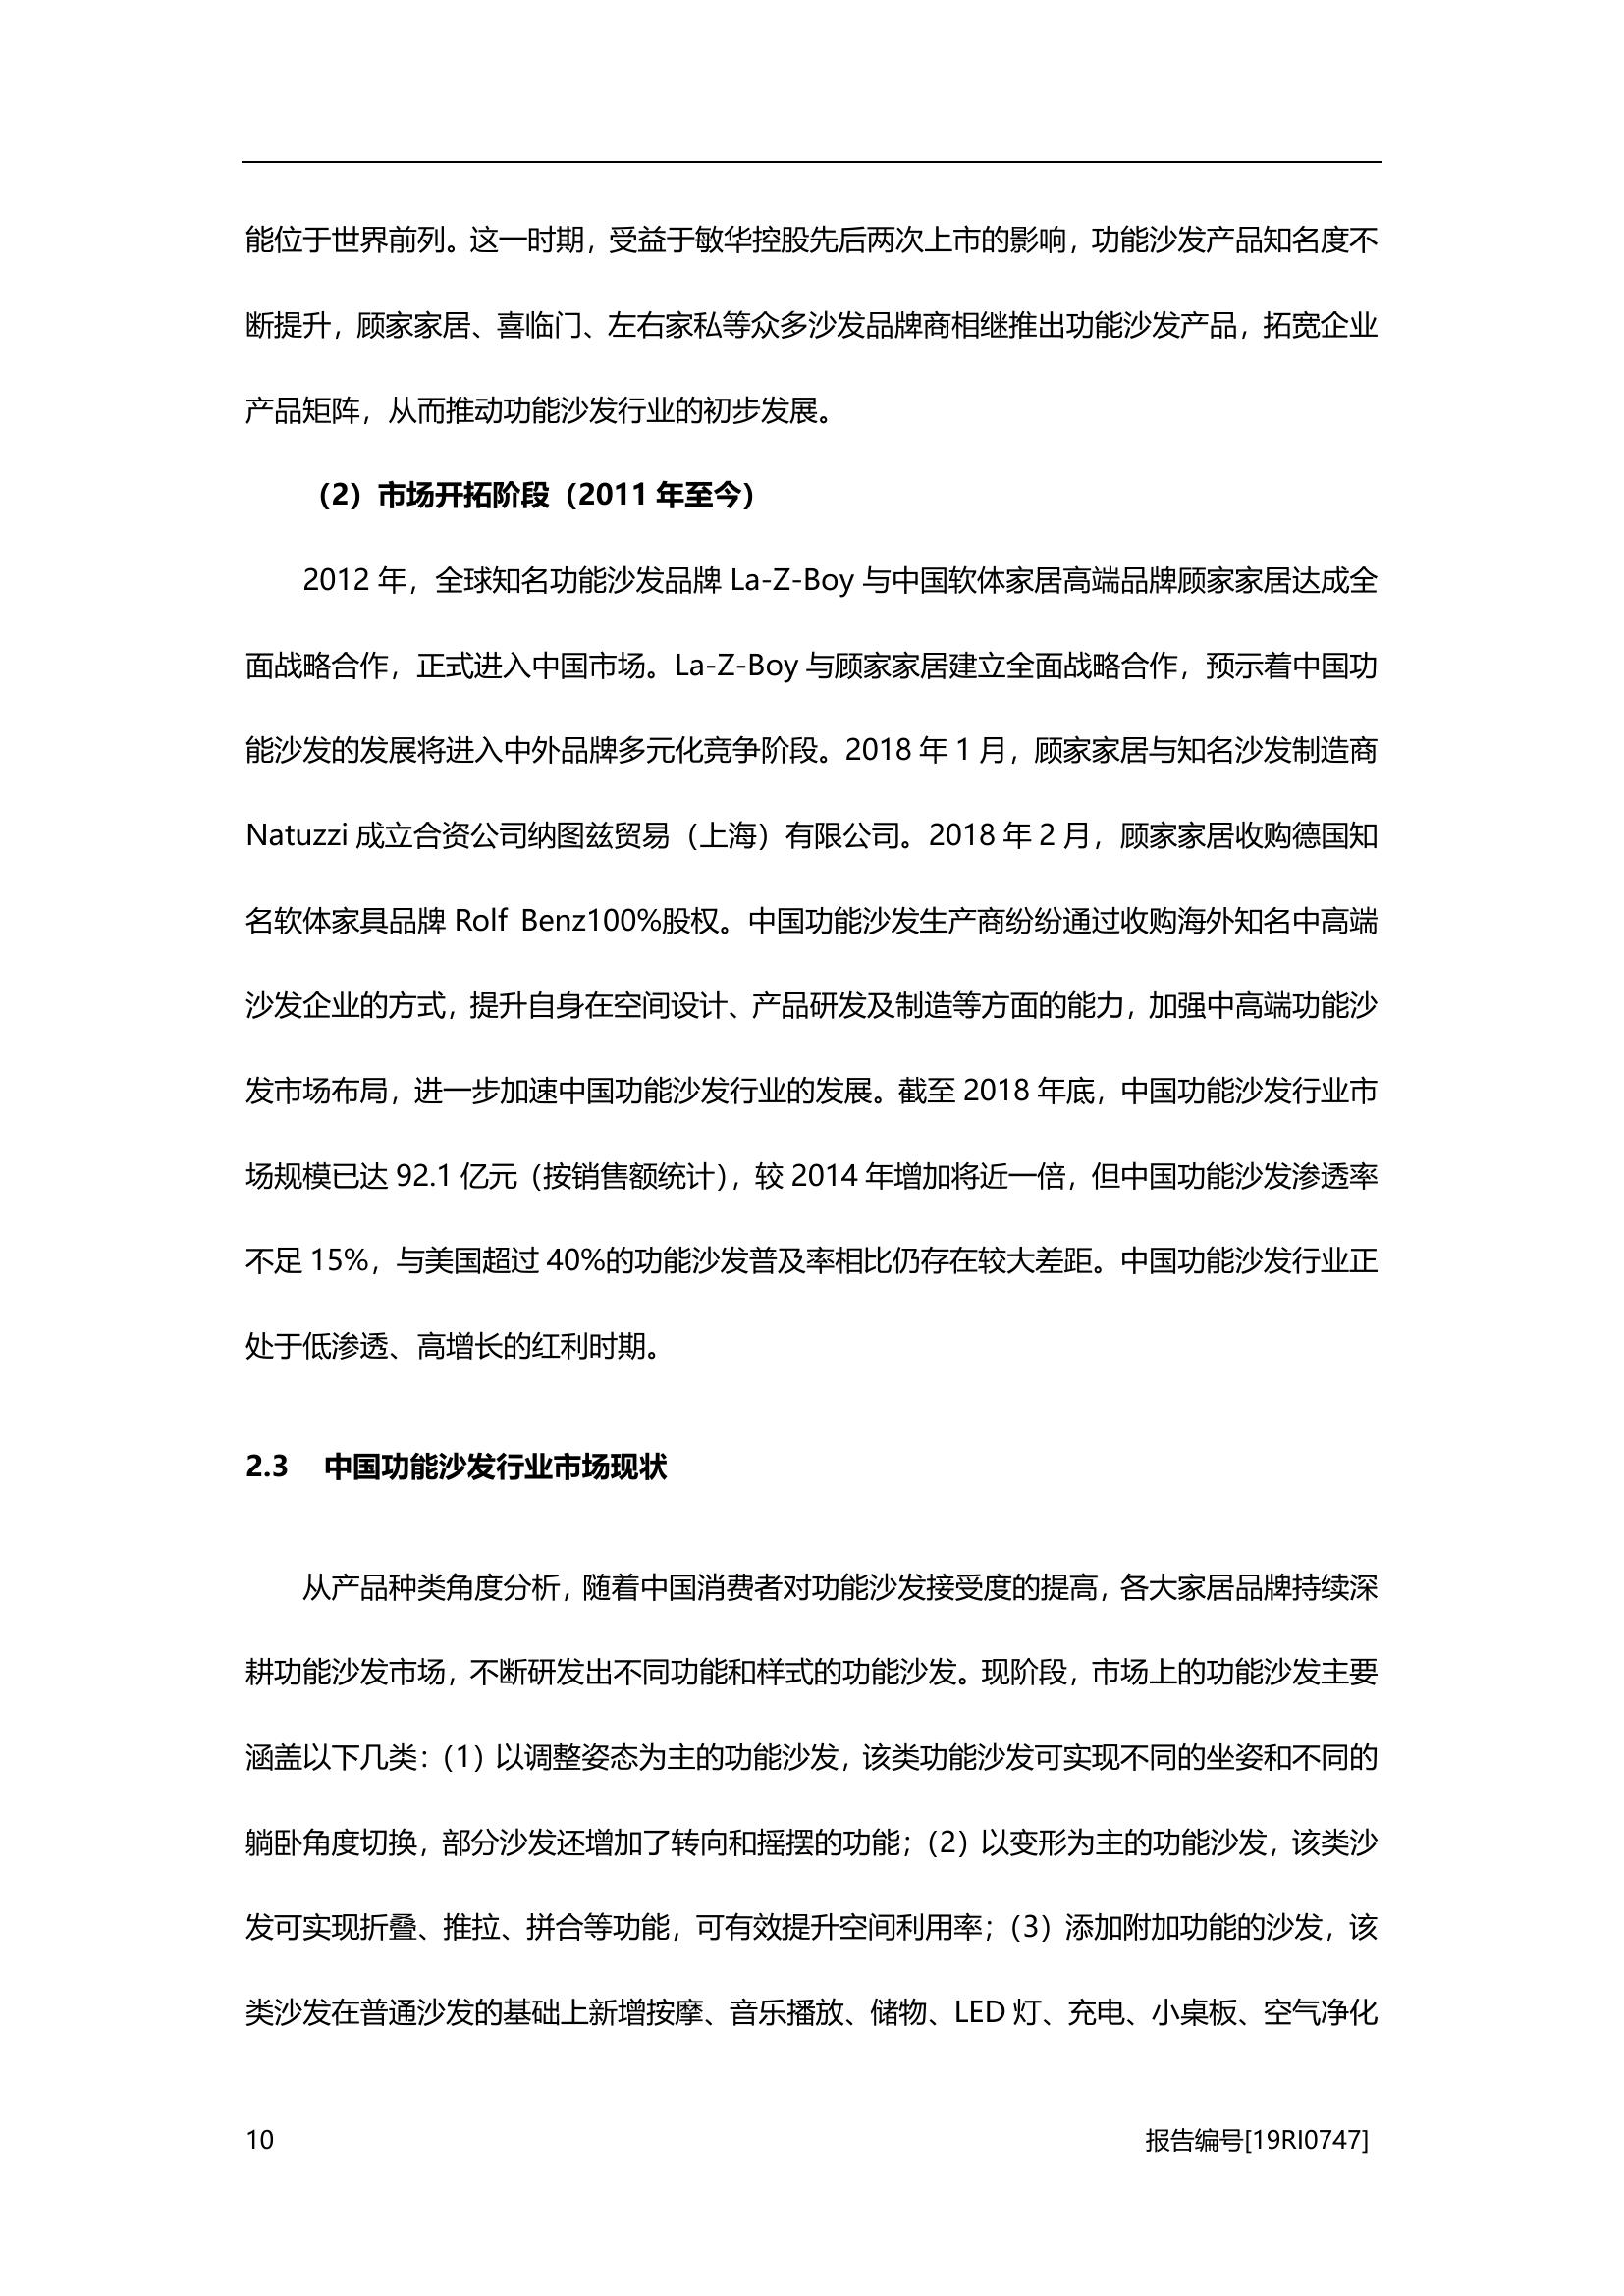 能位于世界前列。这一时期，受益于敏华控股先后两次上市的影响，功能沙发产品知名度不
断提升，顾家家居、喜临门、左右家私等众多沙发品牌商相继推出功能沙发产品，拓宽企业
产品矩阵，从而推动功能沙发行业的初步发展。
（2）市场开拓阶段（2011 年至今）
2012 年，全球知名功能沙发品牌 La-Z-Boy 与中国软体家居高端品牌顾家家居达成全
面战略合作，正式进入中国市场。La-Z-Boy 与顾家家居建立全面战略合作，预示着中国功
能沙发的发展将进入中外品牌多元化竞争阶段。2018 年 1 月，顾家家居与知名沙发制造商
Natuzzi 成立合资公司纳图兹贸易（上海）有限公司。2018 年 2 月，顾家家居收购德国知
名软体家具品牌 Rolf Benz100%股权。中国功能沙发生产商纷纷通过收购海外知名中高端
沙发企业的方式，提升自身在空间设计、产品研发及制造等方面的能力，加强中高端功能沙
发市场布局，进一步加速中国功能沙发行业的发展。截至 2018 年底，中国功能沙发行业市
场规模已达 92.1 亿元（按销售额统计），较 2014 年增加将近一倍，但中国功能沙发渗透率
不足 15%，与美国超过 40%的功能沙发普及率相比仍存在较大差距。中国功能沙发行业正
处于低渗透、高增长的红利时期。
2.3 中国功能沙发行业市场现状
从产品种类角度分析，随着中国消费者对功能沙发接受度的提高，各大家居品牌持续深
耕功能沙发市场，不断研发出不同功能和样式的功能沙发。现阶段，市场上的功能沙发主要
涵盖以下几类：（1）以调整姿态为主的功能沙发，该类功能沙发可实现不同的坐姿和不同的
躺卧角度切换，部分沙发还增加了转向和摇摆的功能；（2）以变形为主的功能沙发，该类沙
发可实现折叠、推拉、拼合等功能，可有效提升空间利用率；（3）添加附加功能的沙发，该
类沙发在普通沙发的基础上新增按摩、音乐播放、储物、LED 灯、充电、小桌板、空气净化
10 报告编号[19RI0747]